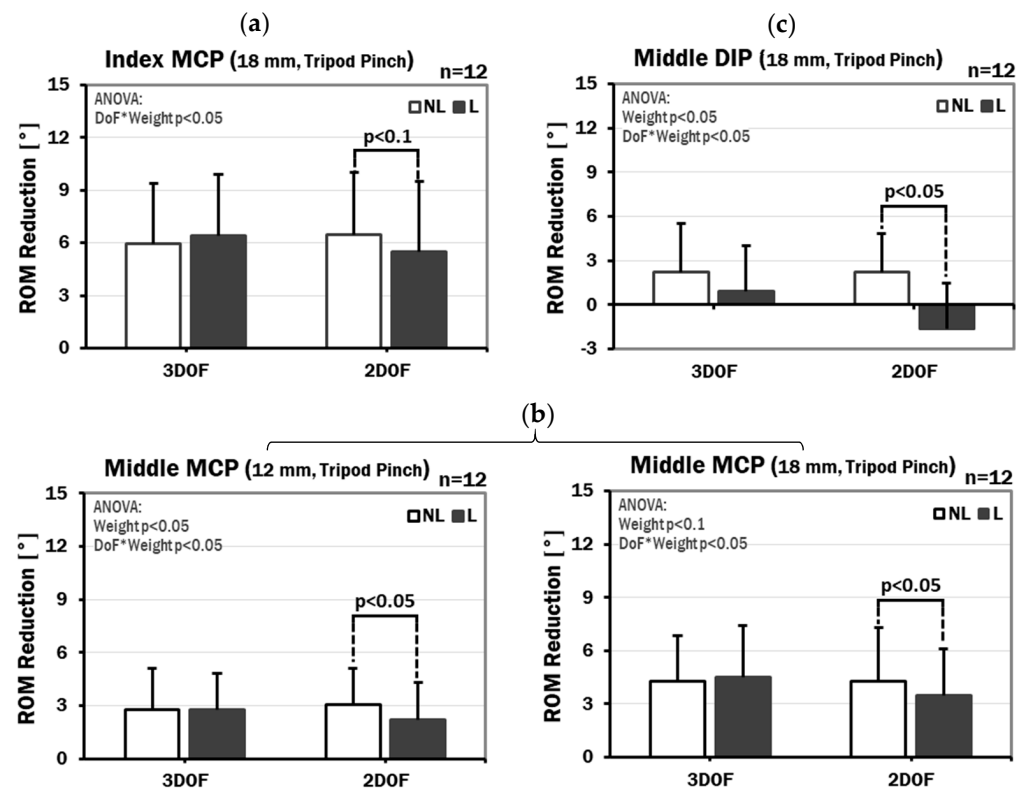 (a)
Index MCP (18 mm, Tripod Pinch)
n=12
ROM Reduction [°]
15
12
9
6
3
0
ANOVA:
DoF*Weight p<0.05
NL L
p<0.1
3DOF 2DOF
(c)
Middle DIP (18 mm, Tripod Pinch)
n=12
ROM Reduction [°]
15
12
9
6
3
0
-3
ANOVA:
Weight p<0.05
DoF*Weight p<0.05
NL L
p<0.05
3DOF 2DOF
(b)
Middle MCP (12 mm, Tripod Pinch)
n=12
ROM Reduction [°]
15
12
9
6
3
0
ANOVA:
Weight p<0.05
DoF*Weight p<0.05
NL L
p<0.05
3DOF 2DOF
Middle MCP (18 mm, Tripod Pinch)
n=12
ROM Reduction [°]
15
12
9
6
3
0
ANOVA:
Weight p<0.1
DoF*Weight p<0.05
NL L
p<0.05
3DOF 2DOF